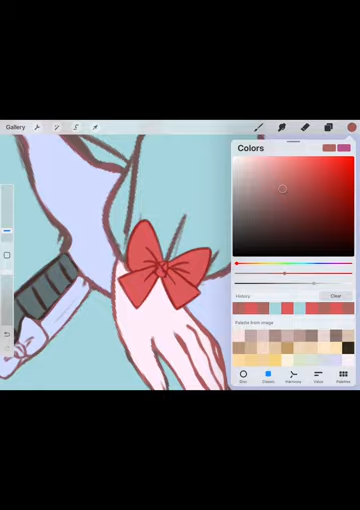 Gallery
Colors
History
Clear
Palette from image
Disc Classic Harmony Value Palettes